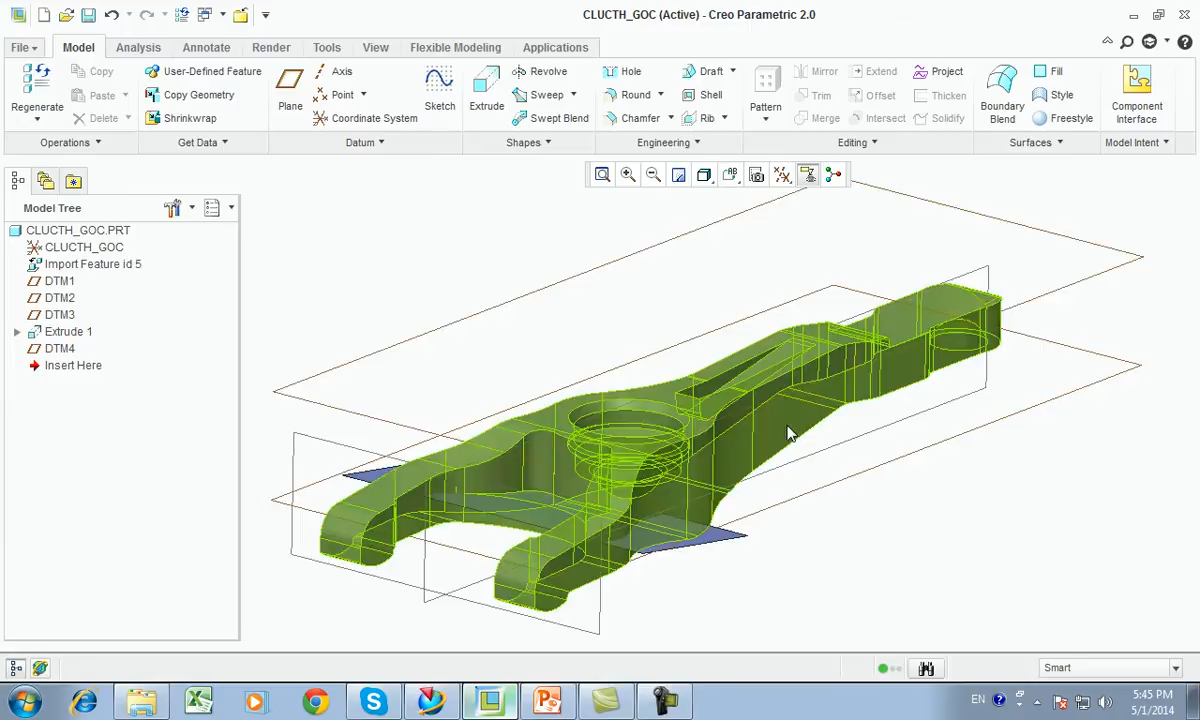 CLUCTH_GOC (Active) - Creo Parametric 2.0
File Model Analysis Annotate Render Tools View Flexible Modeling Applications
Regenerate
Copy
Paste
Delete
Operations
User-Defined Feature
Copy Geometry
Shrinkwrap
Get Data
Plane
Axis
Point
Coordinate System
Datum
Sketch
Extrude
Revolve
Sweep
Swept Blend
Shapes
Hole
Round
Chamfer
Draft
Shell
Rib
Engineering
Pattern
Mirror
Trim
Merge
Extend
Offset
Intersect
Project
Thicken
Solidify
Editing
Boundary
Blend
Fill
Style
Freestyle
Surfaces
Component
Interface
Model Intent
Model Tree
CLUCTH_GOC.PRT
CLUCTH_GOC
Import Feature id 5
DTM1
DTM2
DTM3
Extrude 1
DTM4
Insert Here
Smart
EN
5:45 PM
5/1/2014